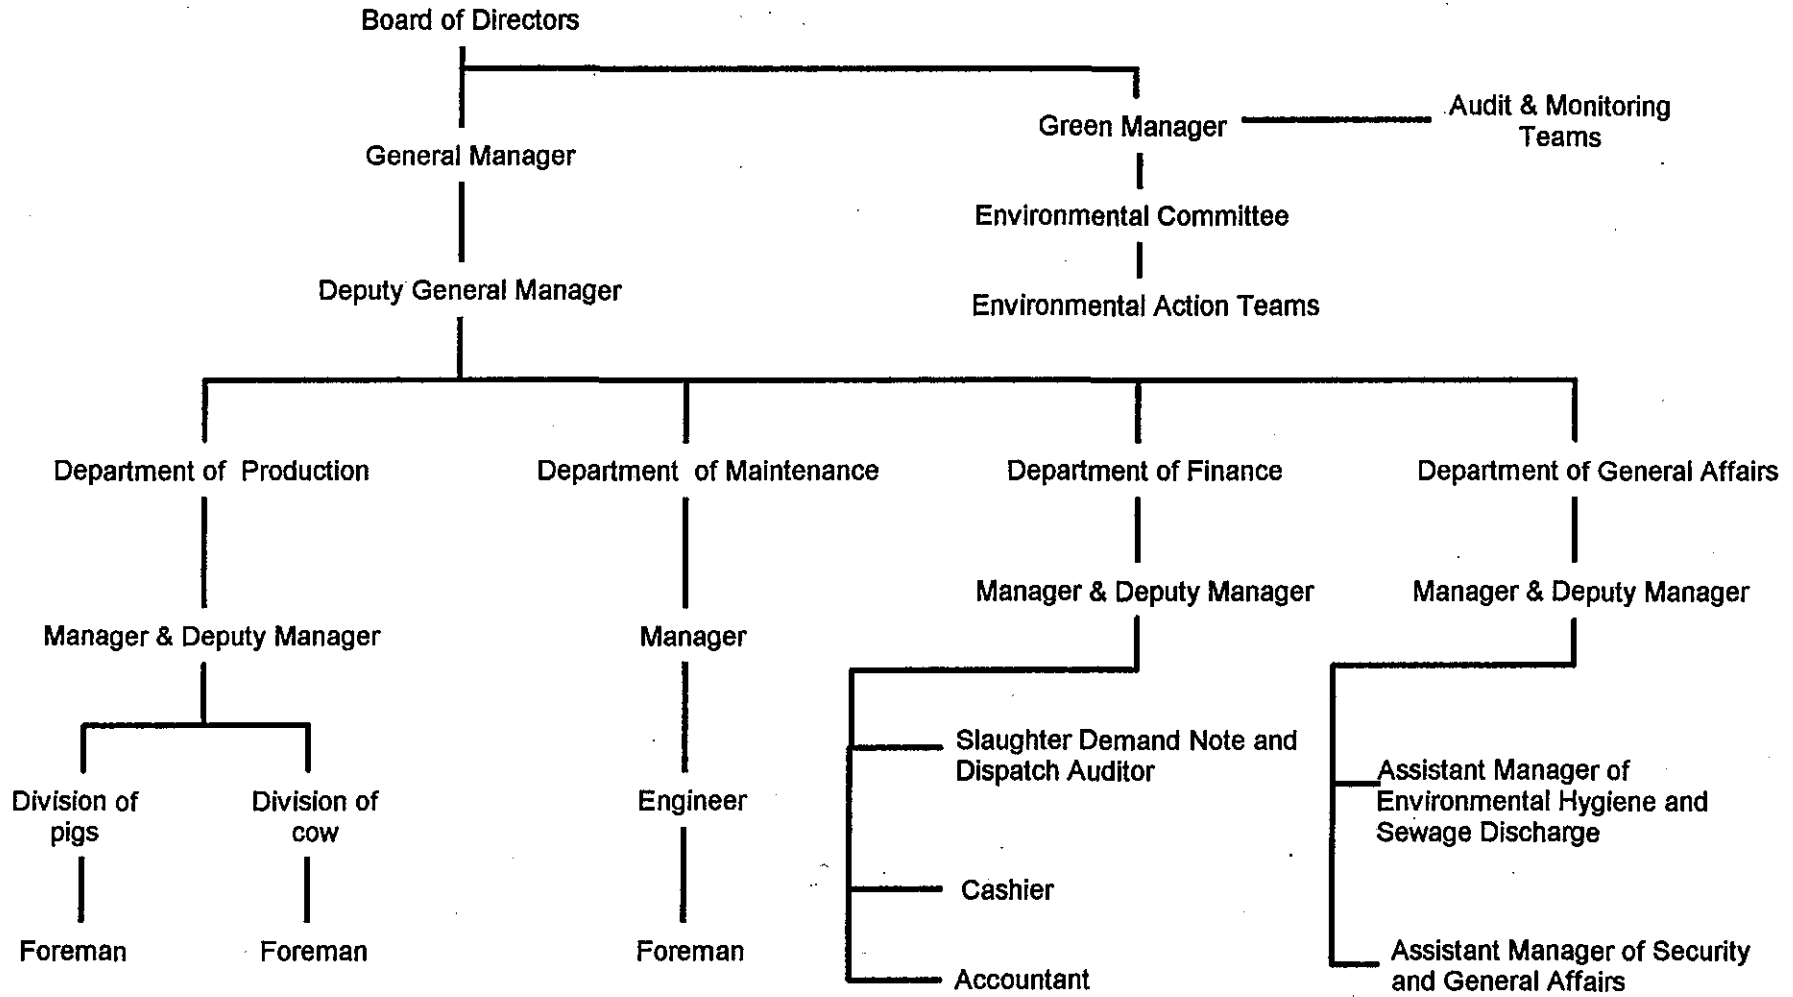 Board of Directors
Green Manager
Audit & Monitoring
Teams
General Manager
Environmental Committee
Deputy General Manager
Environmental Action Teams
Department of Production
Department of Maintenance
Department of Finance
Department of General Affairs
Manager & Deputy Manager
Manager
Manager & Deputy Manager
Manager & Deputy Manager
Division of
pigs
Division of
cow
Engineer
Slaughter Demand Note and
Dispatch Auditor
Assistant Manager of
Environmental Hygiene and
Sewage Discharge
Cashier
Foreman
Foreman
Foreman
Accountant
Assistant Manager of Security
and General Affairs